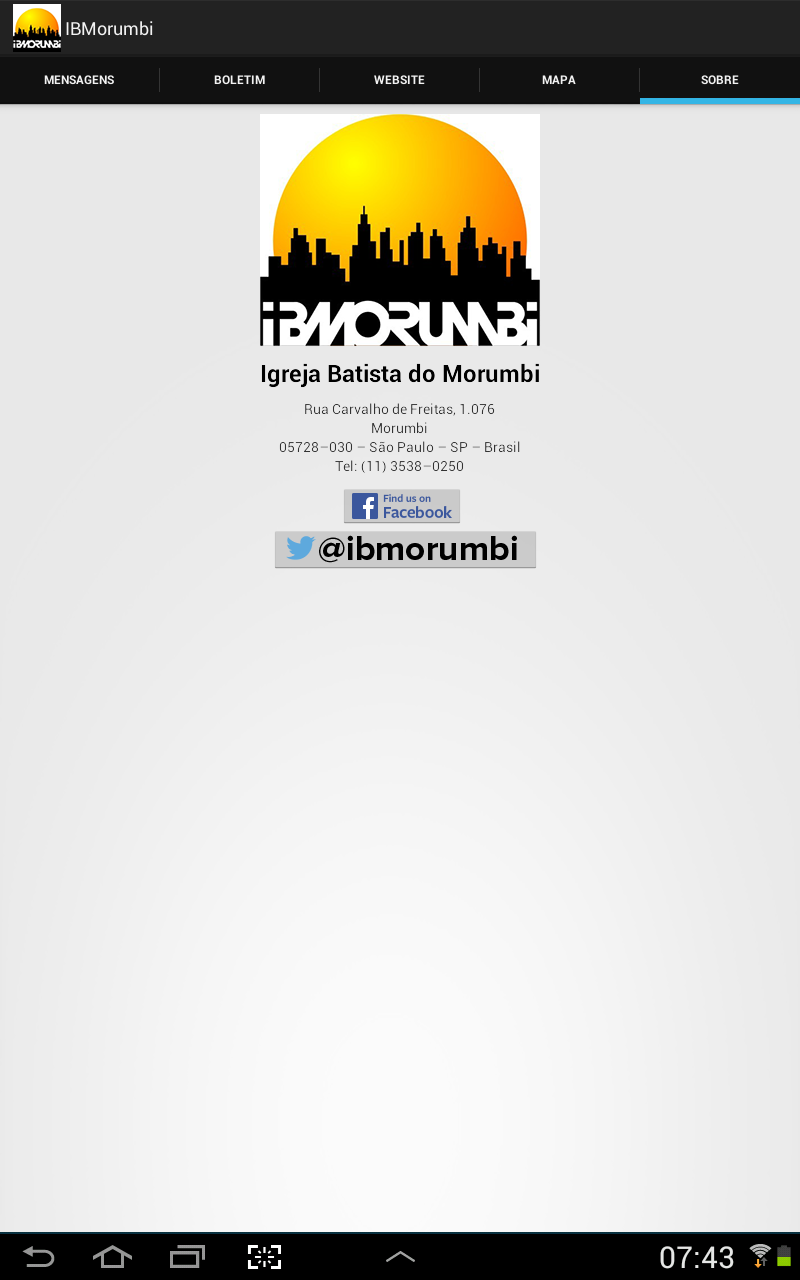 IBMORUMBI
IBMorumbi
MENSAGENS
BOLETIM
WEBSITE
MAPA
SOBRE
iBMORUMBi
Igreja Batista do Morumbi
Rua Carvalho de Freitas, 1.076
Morumbi
05728–030 – São Paulo – SP – Brasil
Tel: (11) 3538–0250
Find us on
Facebook
@ibmorumbi
07:43